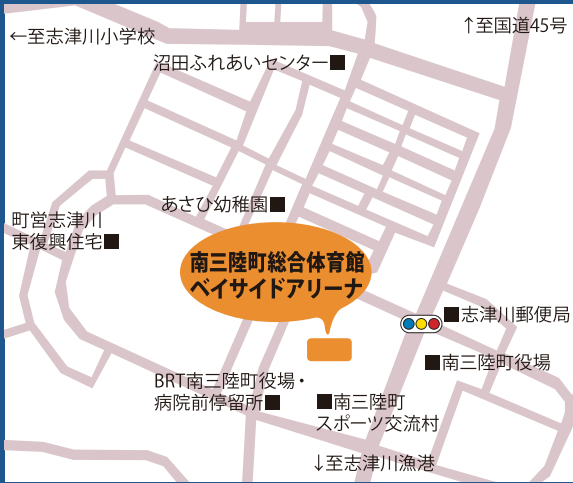 ←至志津川小学校
↑至国道45号
沼田ふれあいセンター■
あさひ幼稚園■
町営志津川
東復興住宅■
南三陸町総合体育館
ベイサイドアリーナ
■志津川郵便局
■南三陸町役場
BRT南三陸町役場・
病院前停留所■
■南三陸町
スポーツ交流村
↓至志津川漁港